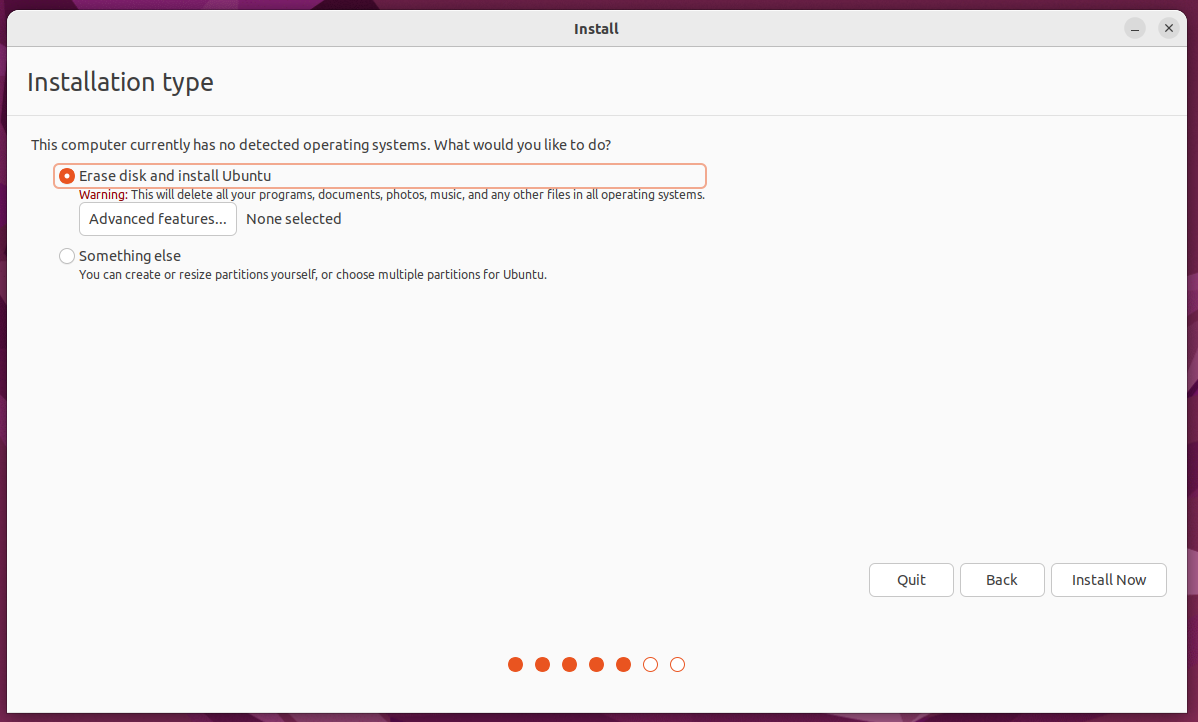 Install
Installation type
This computer currently has no detected operating systems. What would you like to do?
Erase disk and install Ubuntu
Warning: This will delete all your programs, documents, photos, music, and any other files in all operating systems.
Advanced features... None selected
Something else
You can create or resize partitions yourself, or choose multiple partitions for Ubuntu.
Quit Back Install Now